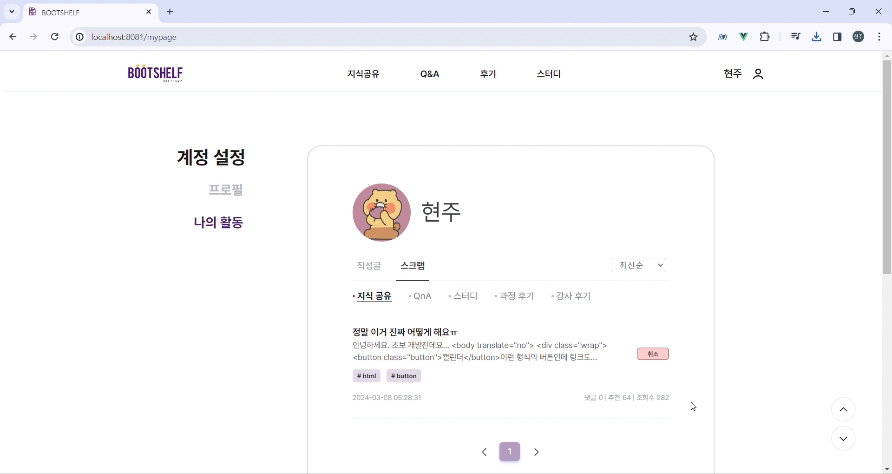 BOOTSHELF
localhost:8081/mypage
BOOTSHELF
지식공유
Q&A
후기
스터디
현주
계정 설정
프로필
나의 활동
현주
작성글
스크랩
최신순
• 지식 공유
• QnA
• 스터디
• 과정 후기
• 강사 후기
정말 이거 진짜 어떻게 해요ㅠ
안녕하세요. 초보 개발잔데요... <body translate="no"> <div class="wrap">
<button class="button">캘린더</button>이런 형식의 버튼인데 링크도...
취소
# html
# button
2024-03-08 05:28:31
댓글 0 | 추천 64 | 조회수 282
1